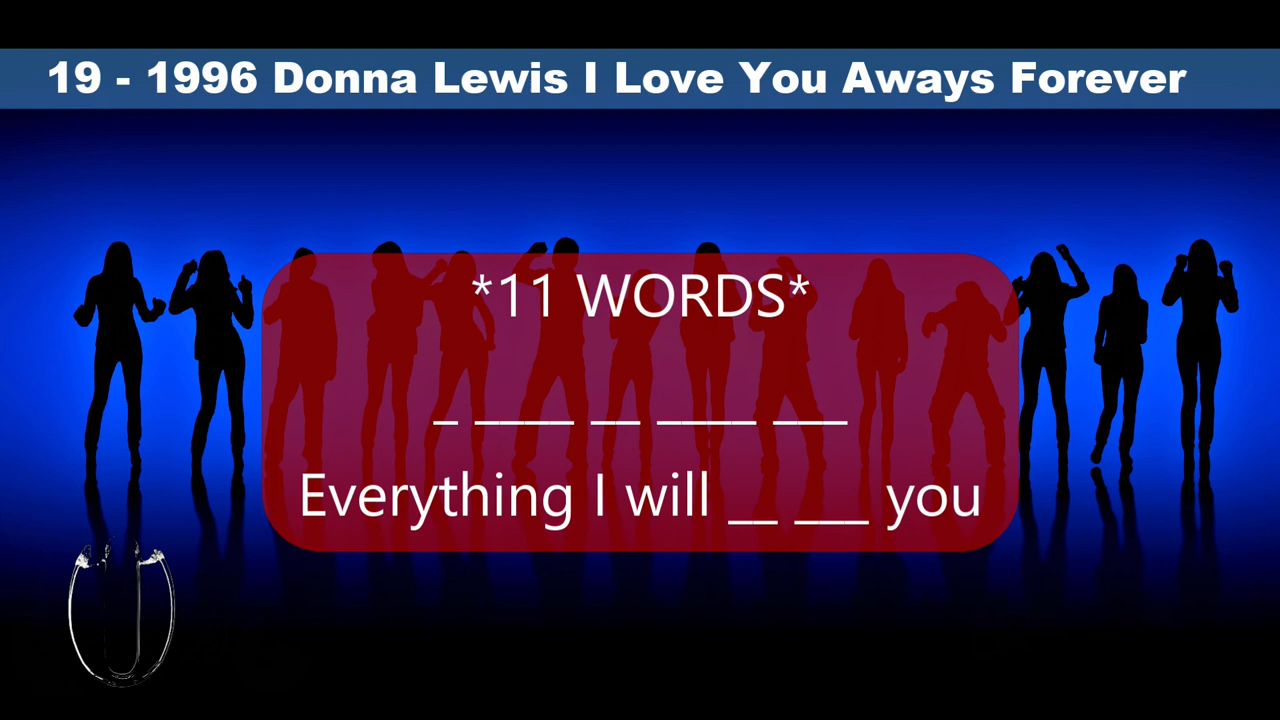 19 - 1996 Donna Lewis I Love You Aways Forever
*11 WORDS*
_ ____ __ ____ ___
Everything I will __ ___ you